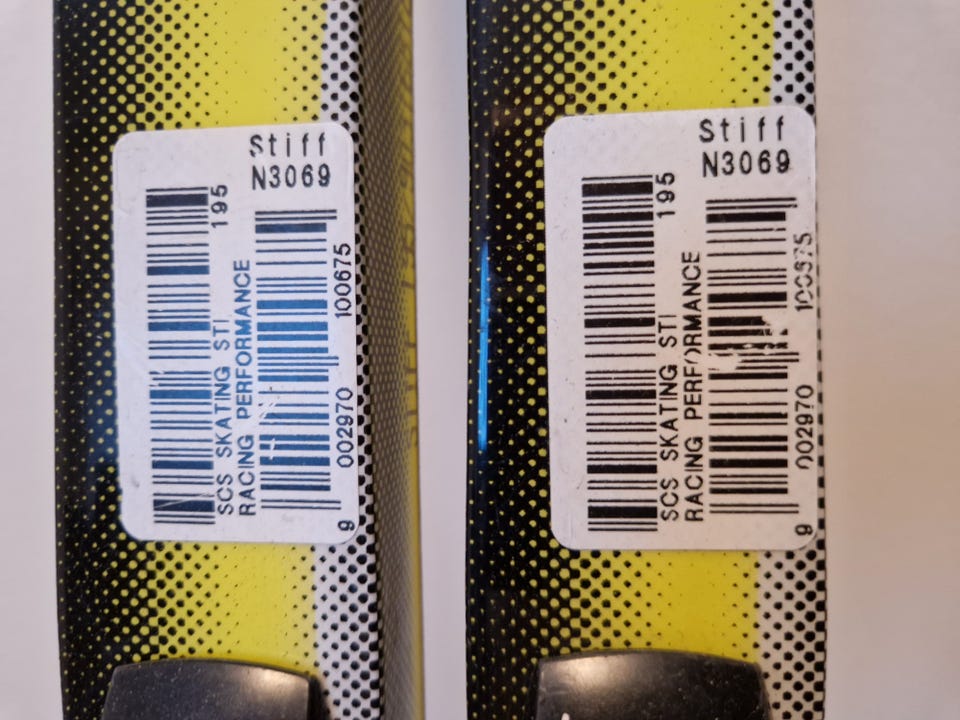 Stiff
N3069
195
SCS SKATING STI
RACING PERFORMANCE
9 002970 100675
Stiff
N3069
195
SCS SKATING STI
RACING PERFORMANCE
9 002970 100675